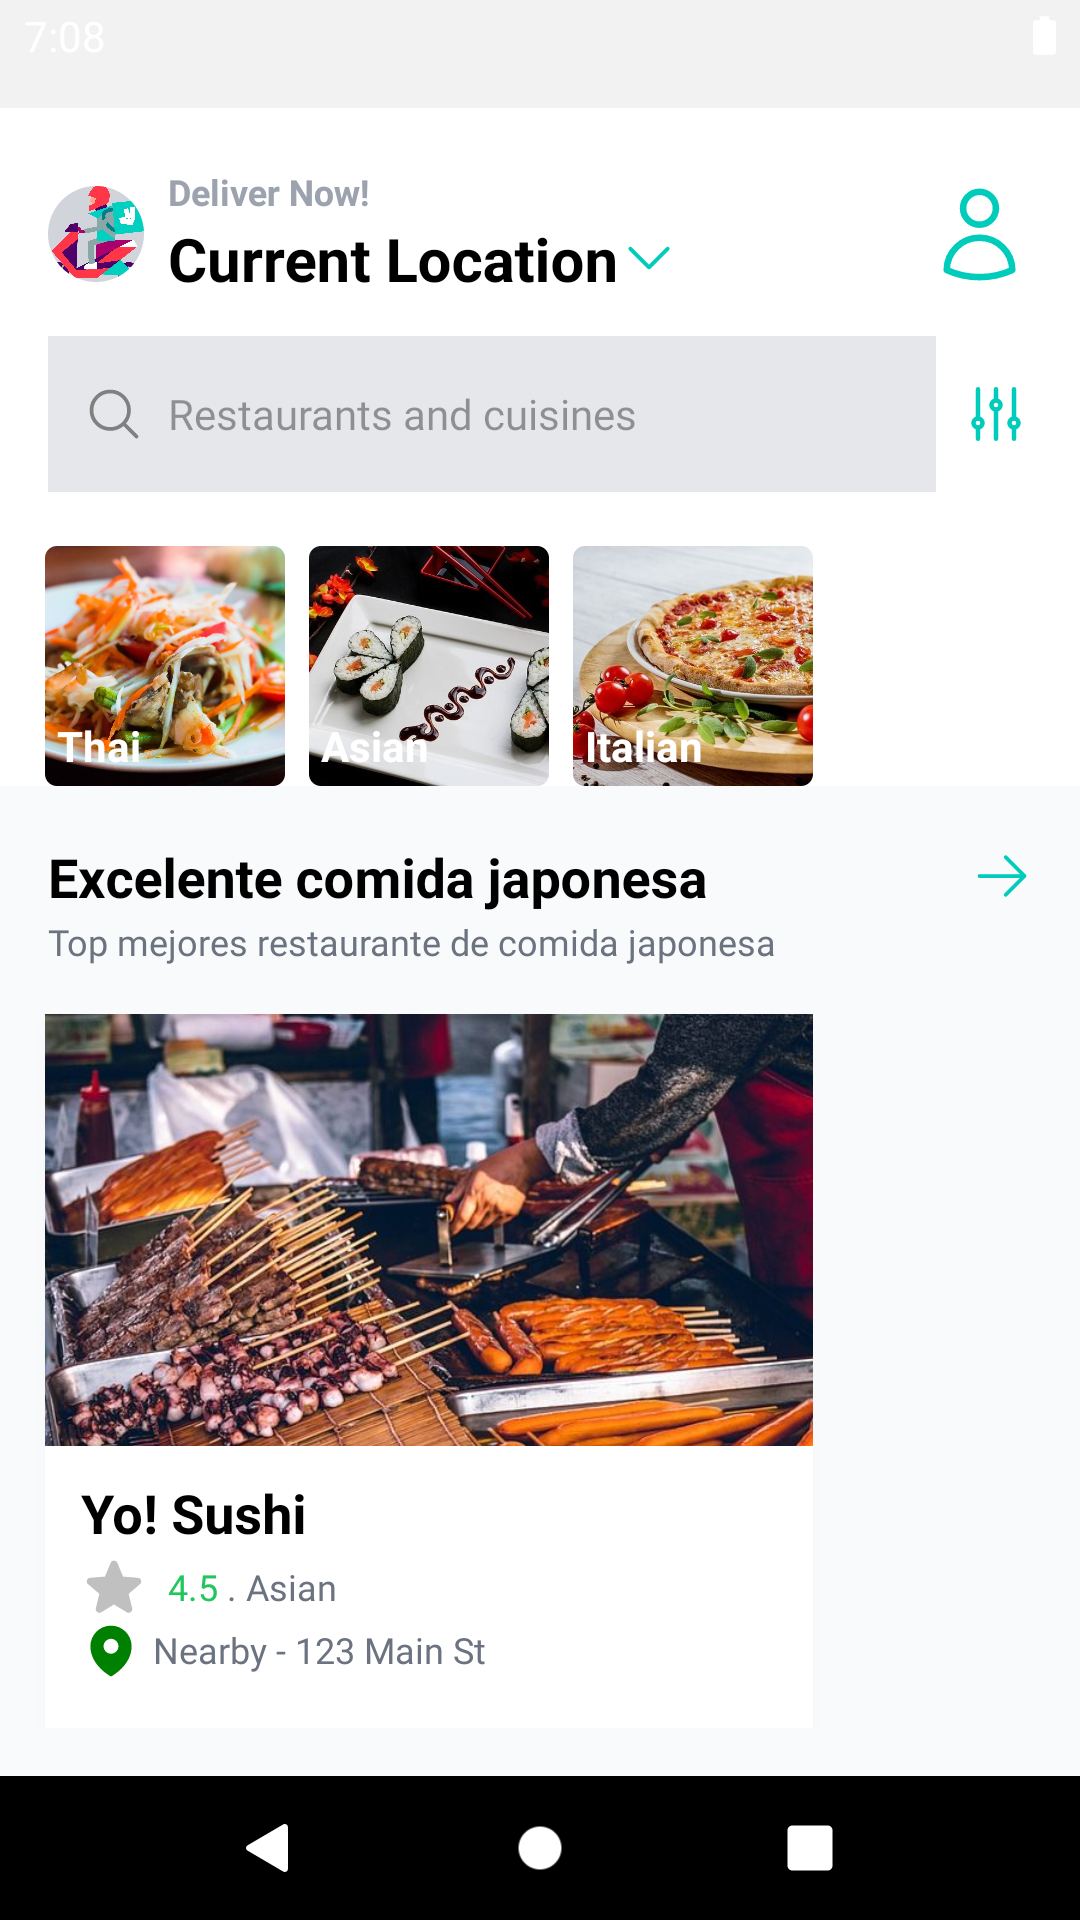 7:08
Deliver Now!
Current Location
Restaurants and cuisines
Thai
Asian
Italian
Excelente comida japonesa
Top mejores restaurante de comida japonesa
Yo! Sushi
4.5 . Asian
Nearby - 123 Main St